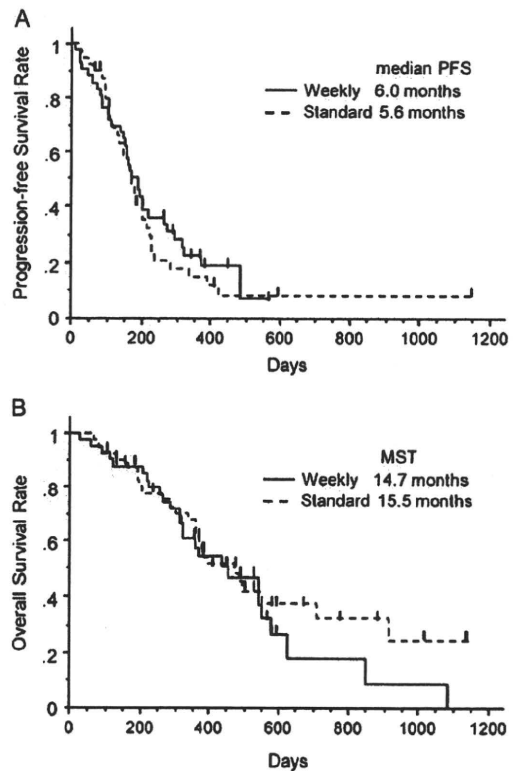 A
Progression-free Survival Rate
1
.8
.6
.4
.2
0
median PFS
Weekly 6.0 months
Standard 5.6 months
0 200 400 600 800 1000 1200
Days
B
Overall Survival Rate
1
.8
.6
.4
.2
0
MST
Weekly 14.7 months
Standard 15.5 months
0 200 400 600 800 1000 1200
Days